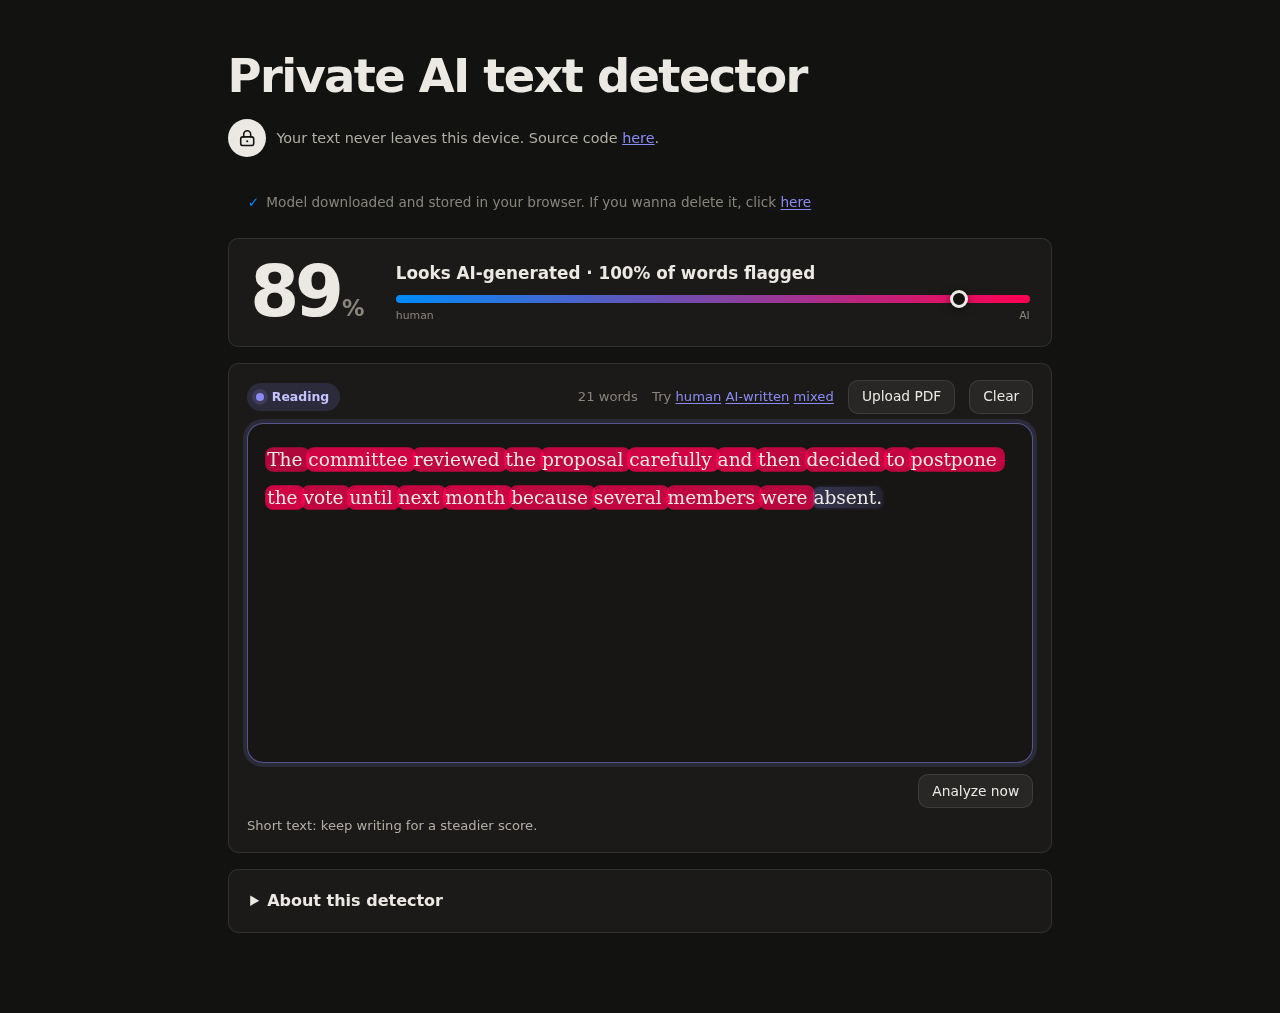 Private AI text detector
Your text never leaves this device. Source code here.
✓ Model downloaded and stored in your browser. If you wanna delete it, click here
89%
Looks AI-generated · 100% of words flagged
human AI
Reading 21 words Try human AI-written mixed Upload PDF Clear
The committee reviewed the proposal carefully and then decided to postpone
the vote until next month because several members were absent.
Analyze now
Short text: keep writing for a steadier score.
▶ About this detector